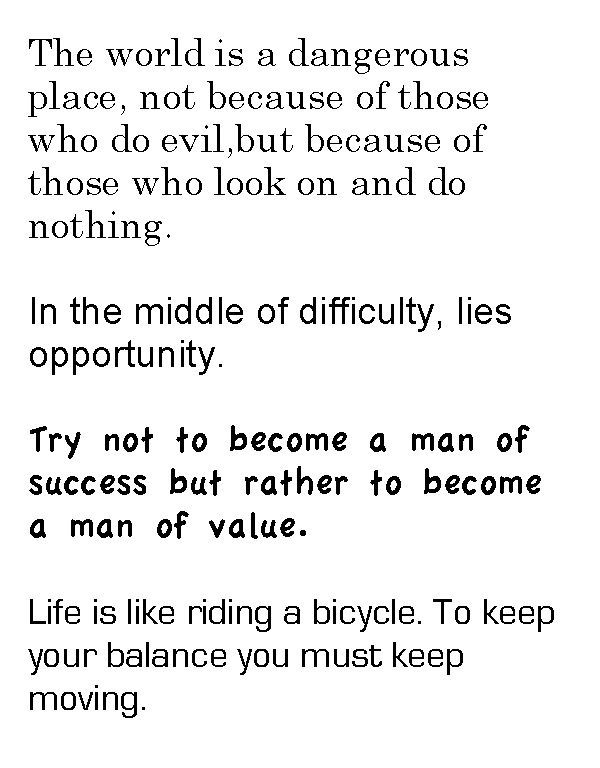 The world is a dangerous
place, not because of those
who do evil,but because of
those who look on and do
nothing.
In the middle of difficulty, lies
opportunity.
Try not to become a man of
success but rather to become
a man of value.
Life is like riding a bicycle. To keep
your balance you must keep
moving.